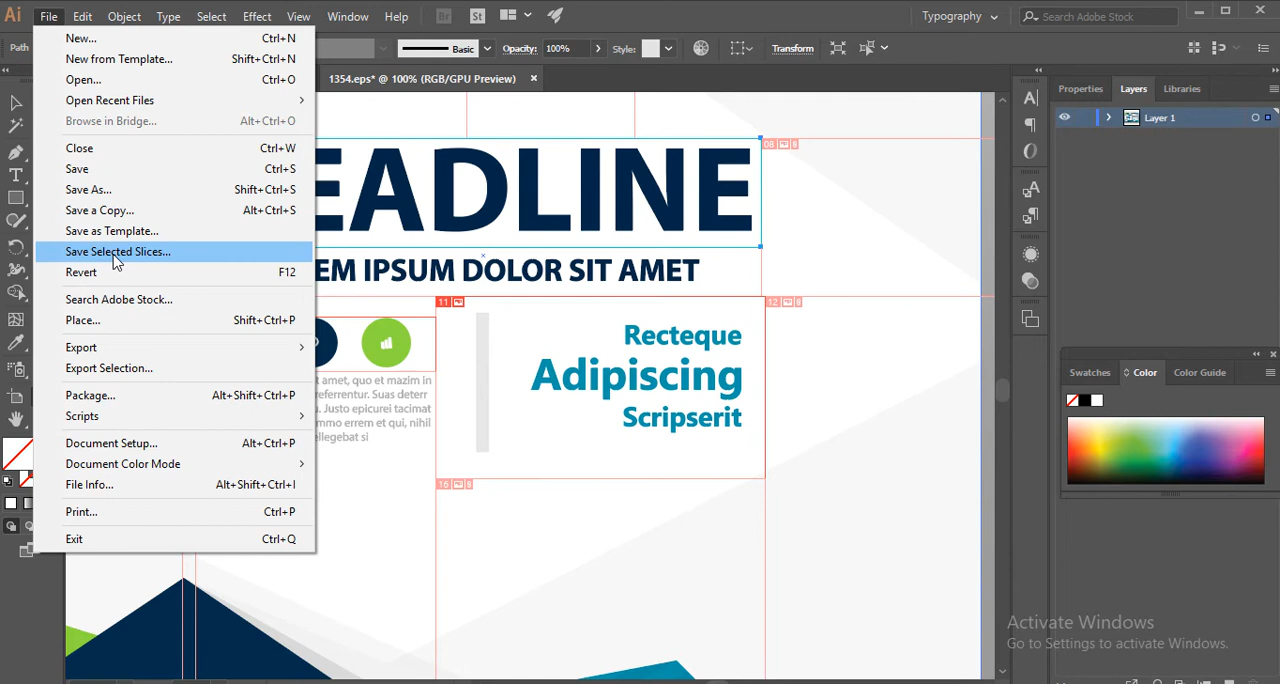 Ai File Edit Object Type Select Effect View Window Help Br St Typography Search Adobe Stock
Path Basic Opacity: 100% Style: Transform
1354.eps* @ 100% (RGB/GPU Preview)
New... Ctrl+N
New from Template... Shift+Ctrl+N
Open... Ctrl+O
Open Recent Files
Browse in Bridge... Alt+Ctrl+O
Close Ctrl+W
Save Ctrl+S
Save As... Shift+Ctrl+S
Save a Copy... Alt+Ctrl+S
Save as Template...
Save Selected Slices...
Revert F12
Search Adobe Stock...
Place... Shift+Ctrl+P
Export
Export Selection...
Package... Alt+Shift+Ctrl+P
Scripts
Document Setup... Alt+Ctrl+P
Document Color Mode
File Info... Alt+Shift+Ctrl+I
Print... Ctrl+P
Exit Ctrl+Q
08
EADLINE
EM IPSUM DOLOR SIT AMET
11
12
Recteque
Adipiscing
Scripserit
t amet, quo et mazim in
referrentur. Suas deterr
. Justo epicurei tacimat
mmo errem et qui, nihil
ellegebat si
Properties Layers Libraries
Layer 1
Swatches Color Color Guide
Activate Windows
Go to Settings to activate Windows.